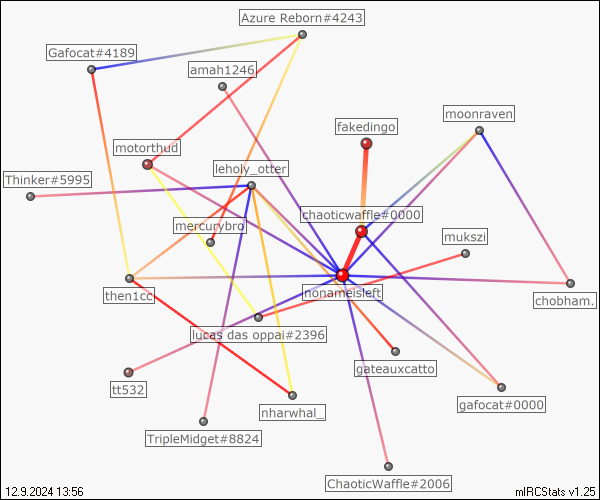 Azure Reborn#4243
Gafocat#4189
amah1246
moonraven
fakedingo
motorthud
leholy_otter
Thinker#5995
chaoticwaffle#0000
mercurybro
mukszi
nonameisleft
then1cc
chobham.
lucas das oppai#2396
gateauxcatto
tt532
gafocat#0000
nharwhal_
TripleMidget#8824
ChaoticWaffle#2006
12.9.2024 13:56
mIRCStats v1.25